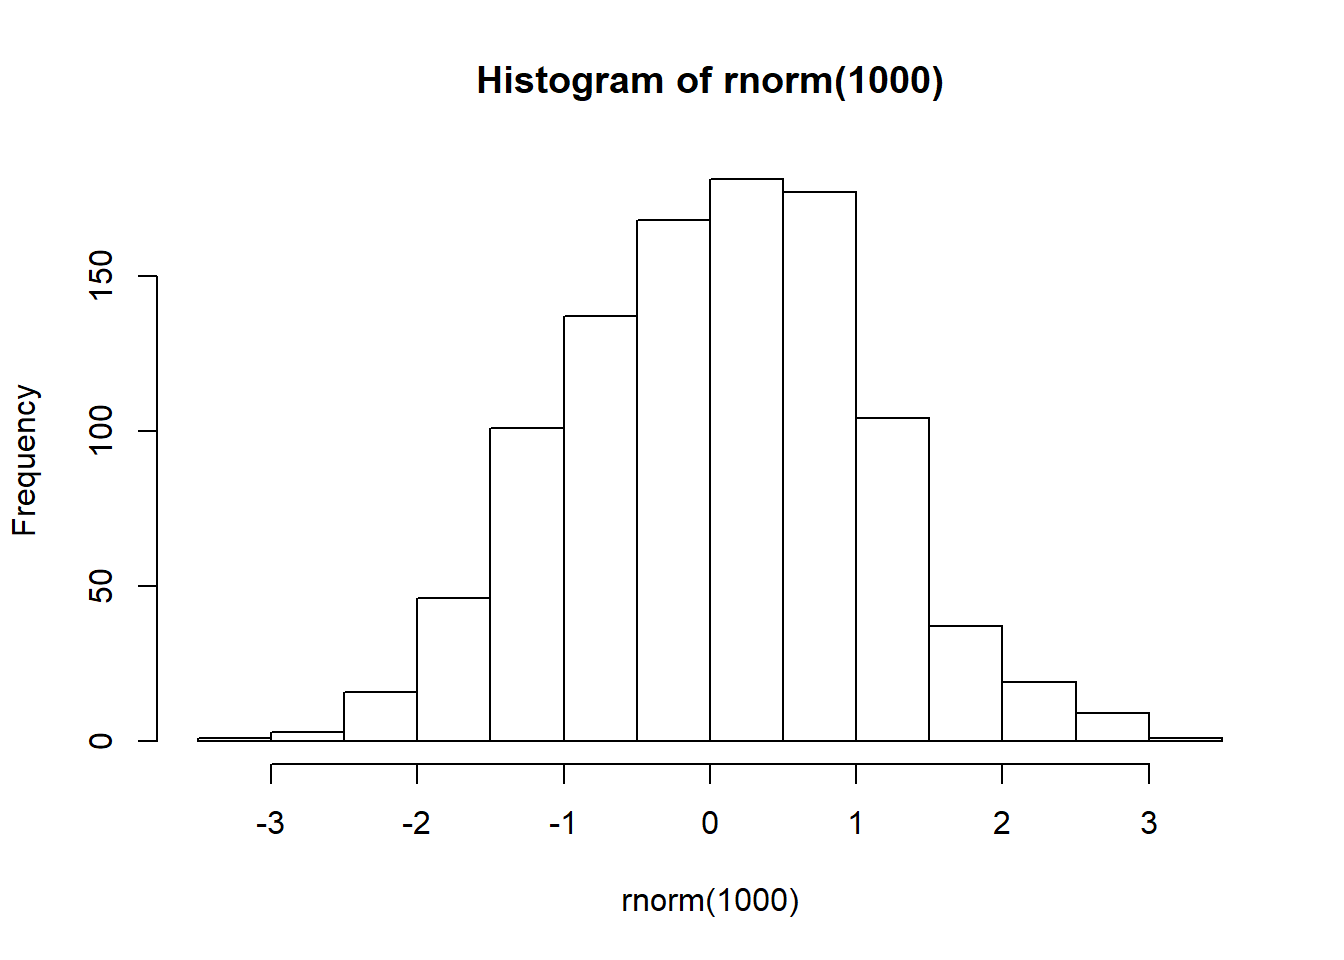 Histogram of rnorm(1000)
Frequency
150
100
50
0
-3 -2 -1 0 1 2 3
rnorm(1000)